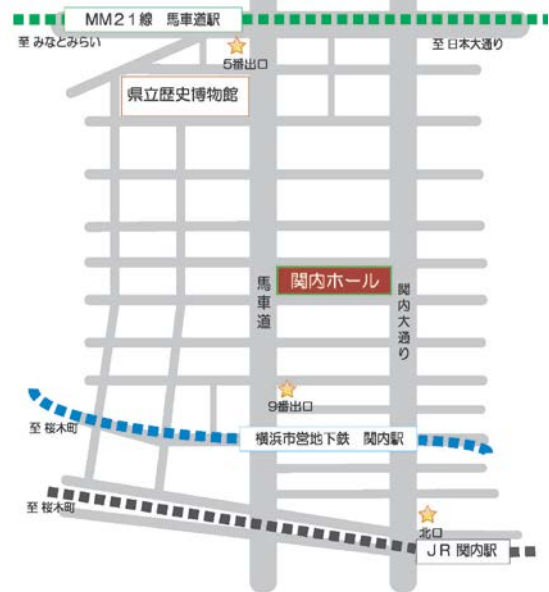 MM21線 馬車道駅
至 みなとみらい
至 日本大通り
5番出口
県立歴史博物館
関内ホール
馬車道
関内大通り
9番出口
至 桜木町
横浜市営地下鉄 関内駅
至 桜木町
北口
JR 関内駅